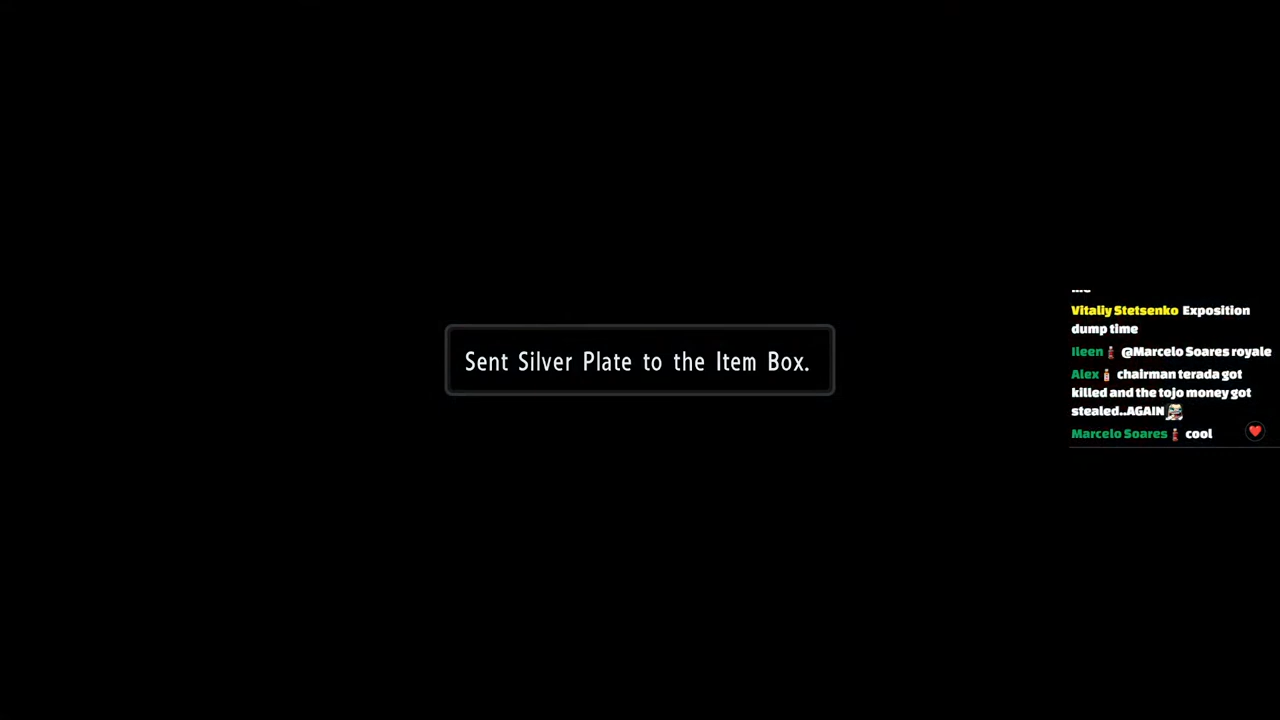 Sent Silver Plate to the Item Box.
Vitaliy Stetsenko Exposition
dump time
Ileen @Marcelo Soares royale
Alex chairman terada got
killed and the tojo money got
stealed..AGAIN
Marcelo Soares cool